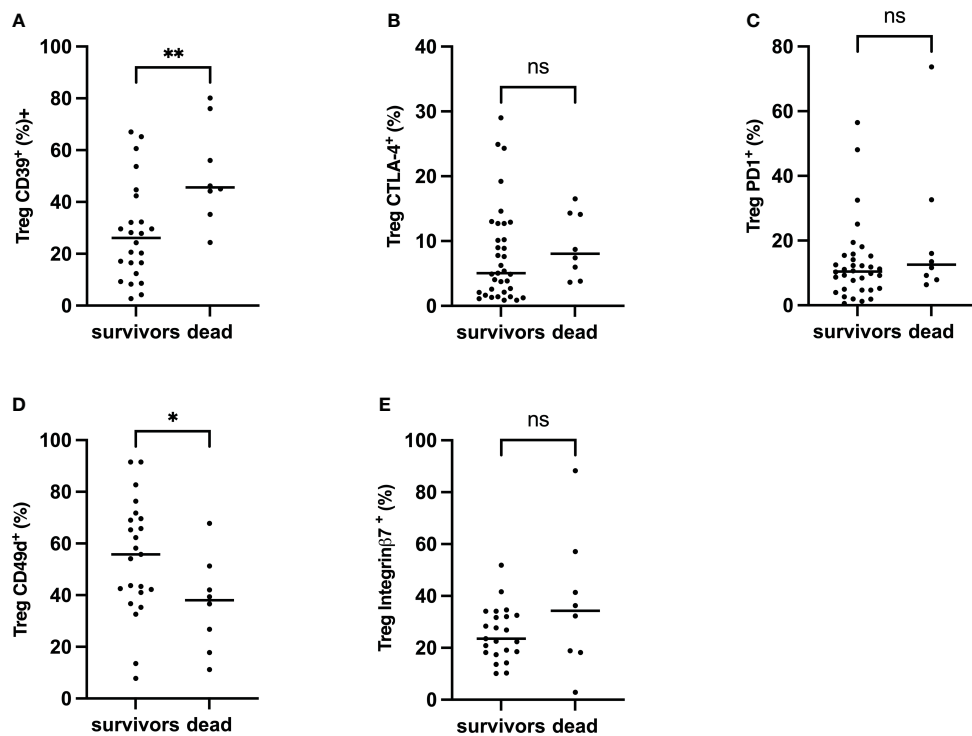 A
Treg CD39+ (%)+
100
80
60
40
20
0
**
survivors dead
B
Treg CTLA-4+ (%)
40
30
20
10
0
ns
survivors dead
C
Treg PD1+ (%)
80
60
40
20
0
ns
survivors dead
D
Treg CD49d+ (%)
100
80
60
40
20
0
*
survivors dead
E
Treg Integrinβ7 + (%)
100
80
60
40
20
0
ns
survivors dead